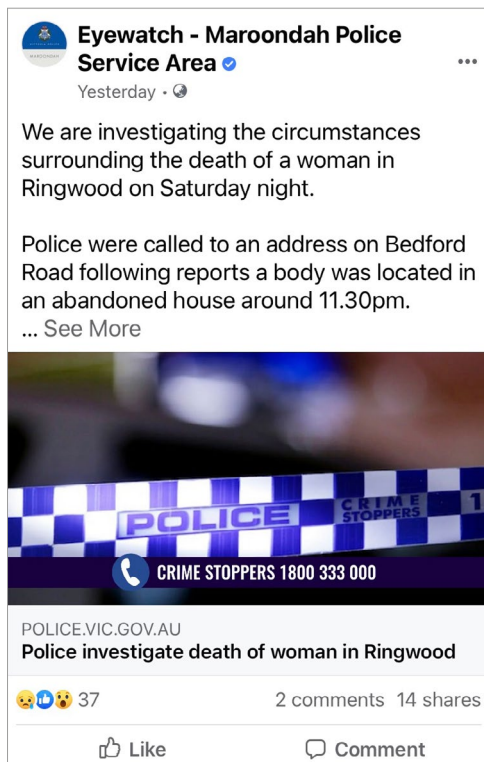 Eyewatch - Maroondah Police
Service Area
Yesterday ·
We are investigating the circumstances
surrounding the death of a woman in
Ringwood on Saturday night.
Police were called to an address on Bedford
Road following reports a body was located in
an abandoned house around 11.30pm.
... See More
POLICE
CRIME
STOPPERS
1
CRIME STOPPERS 1800 333 000
POLICE.VIC.GOV.AU
Police investigate death of woman in Ringwood
37
2 comments 14 shares
Like
Comment